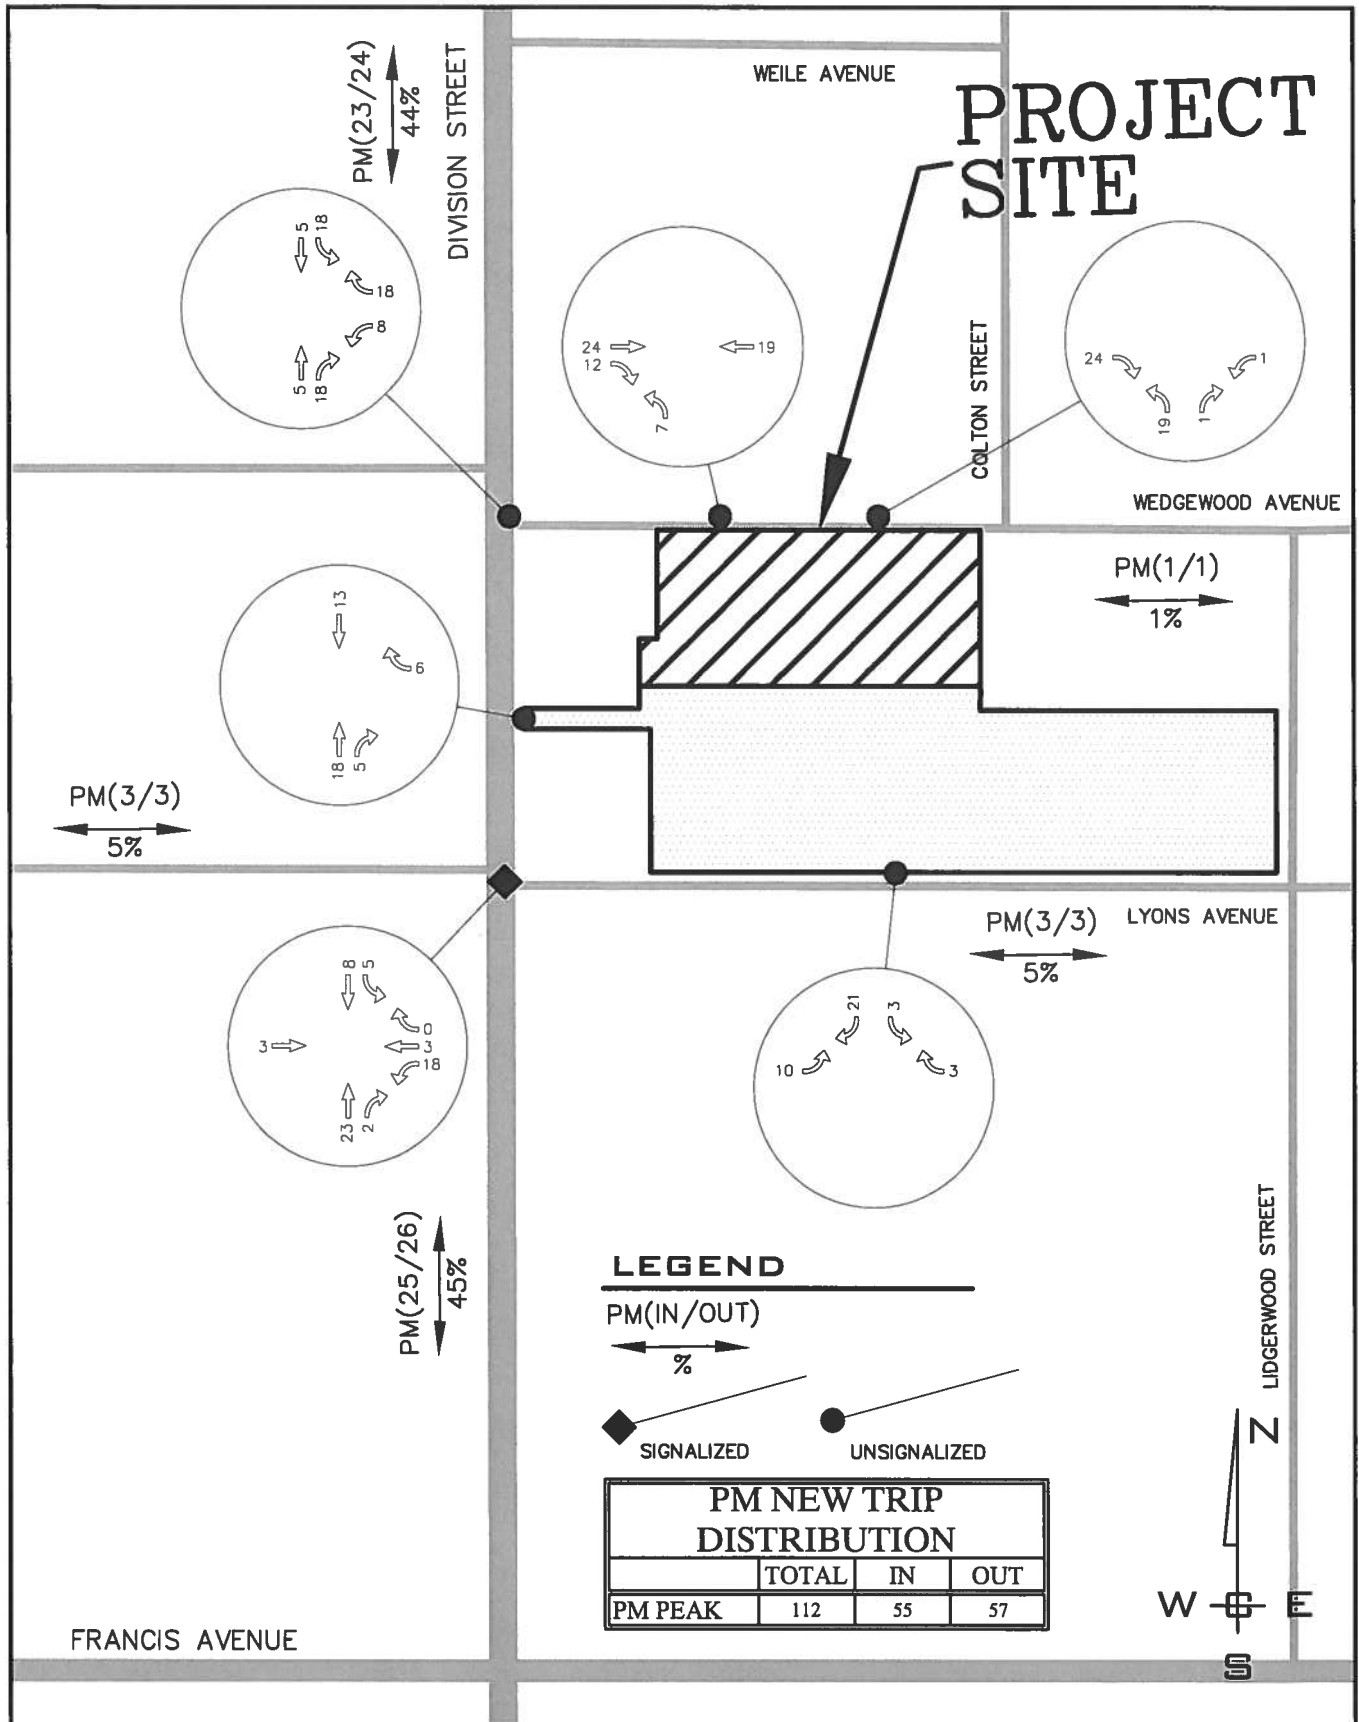 WEILE AVENUE
PM(23/24)
44%
DIVISION STREET
PROJECT
SITE
5 18
18
8
5 18
24
12
19
7
COLTON STREET
24
1
19 1
WEDGEWOOD AVENUE
PM(1/1)
1%
13
6
18 5
PM(3/3)
5%
PM(3/3)
5%
LYONS AVENUE
8 5
0
3
3
18
23 2
21 3
10
3
PM(25/26)
45%
LIDGERWOOD STREET
LEGEND
PM(IN/OUT)
%
SIGNALIZED
UNSIGNALIZED
PM NEW TRIP
DISTRIBUTION
TOTAL IN OUT
PM PEAK 112 55 57
N
W E
S
FRANCIS AVENUE